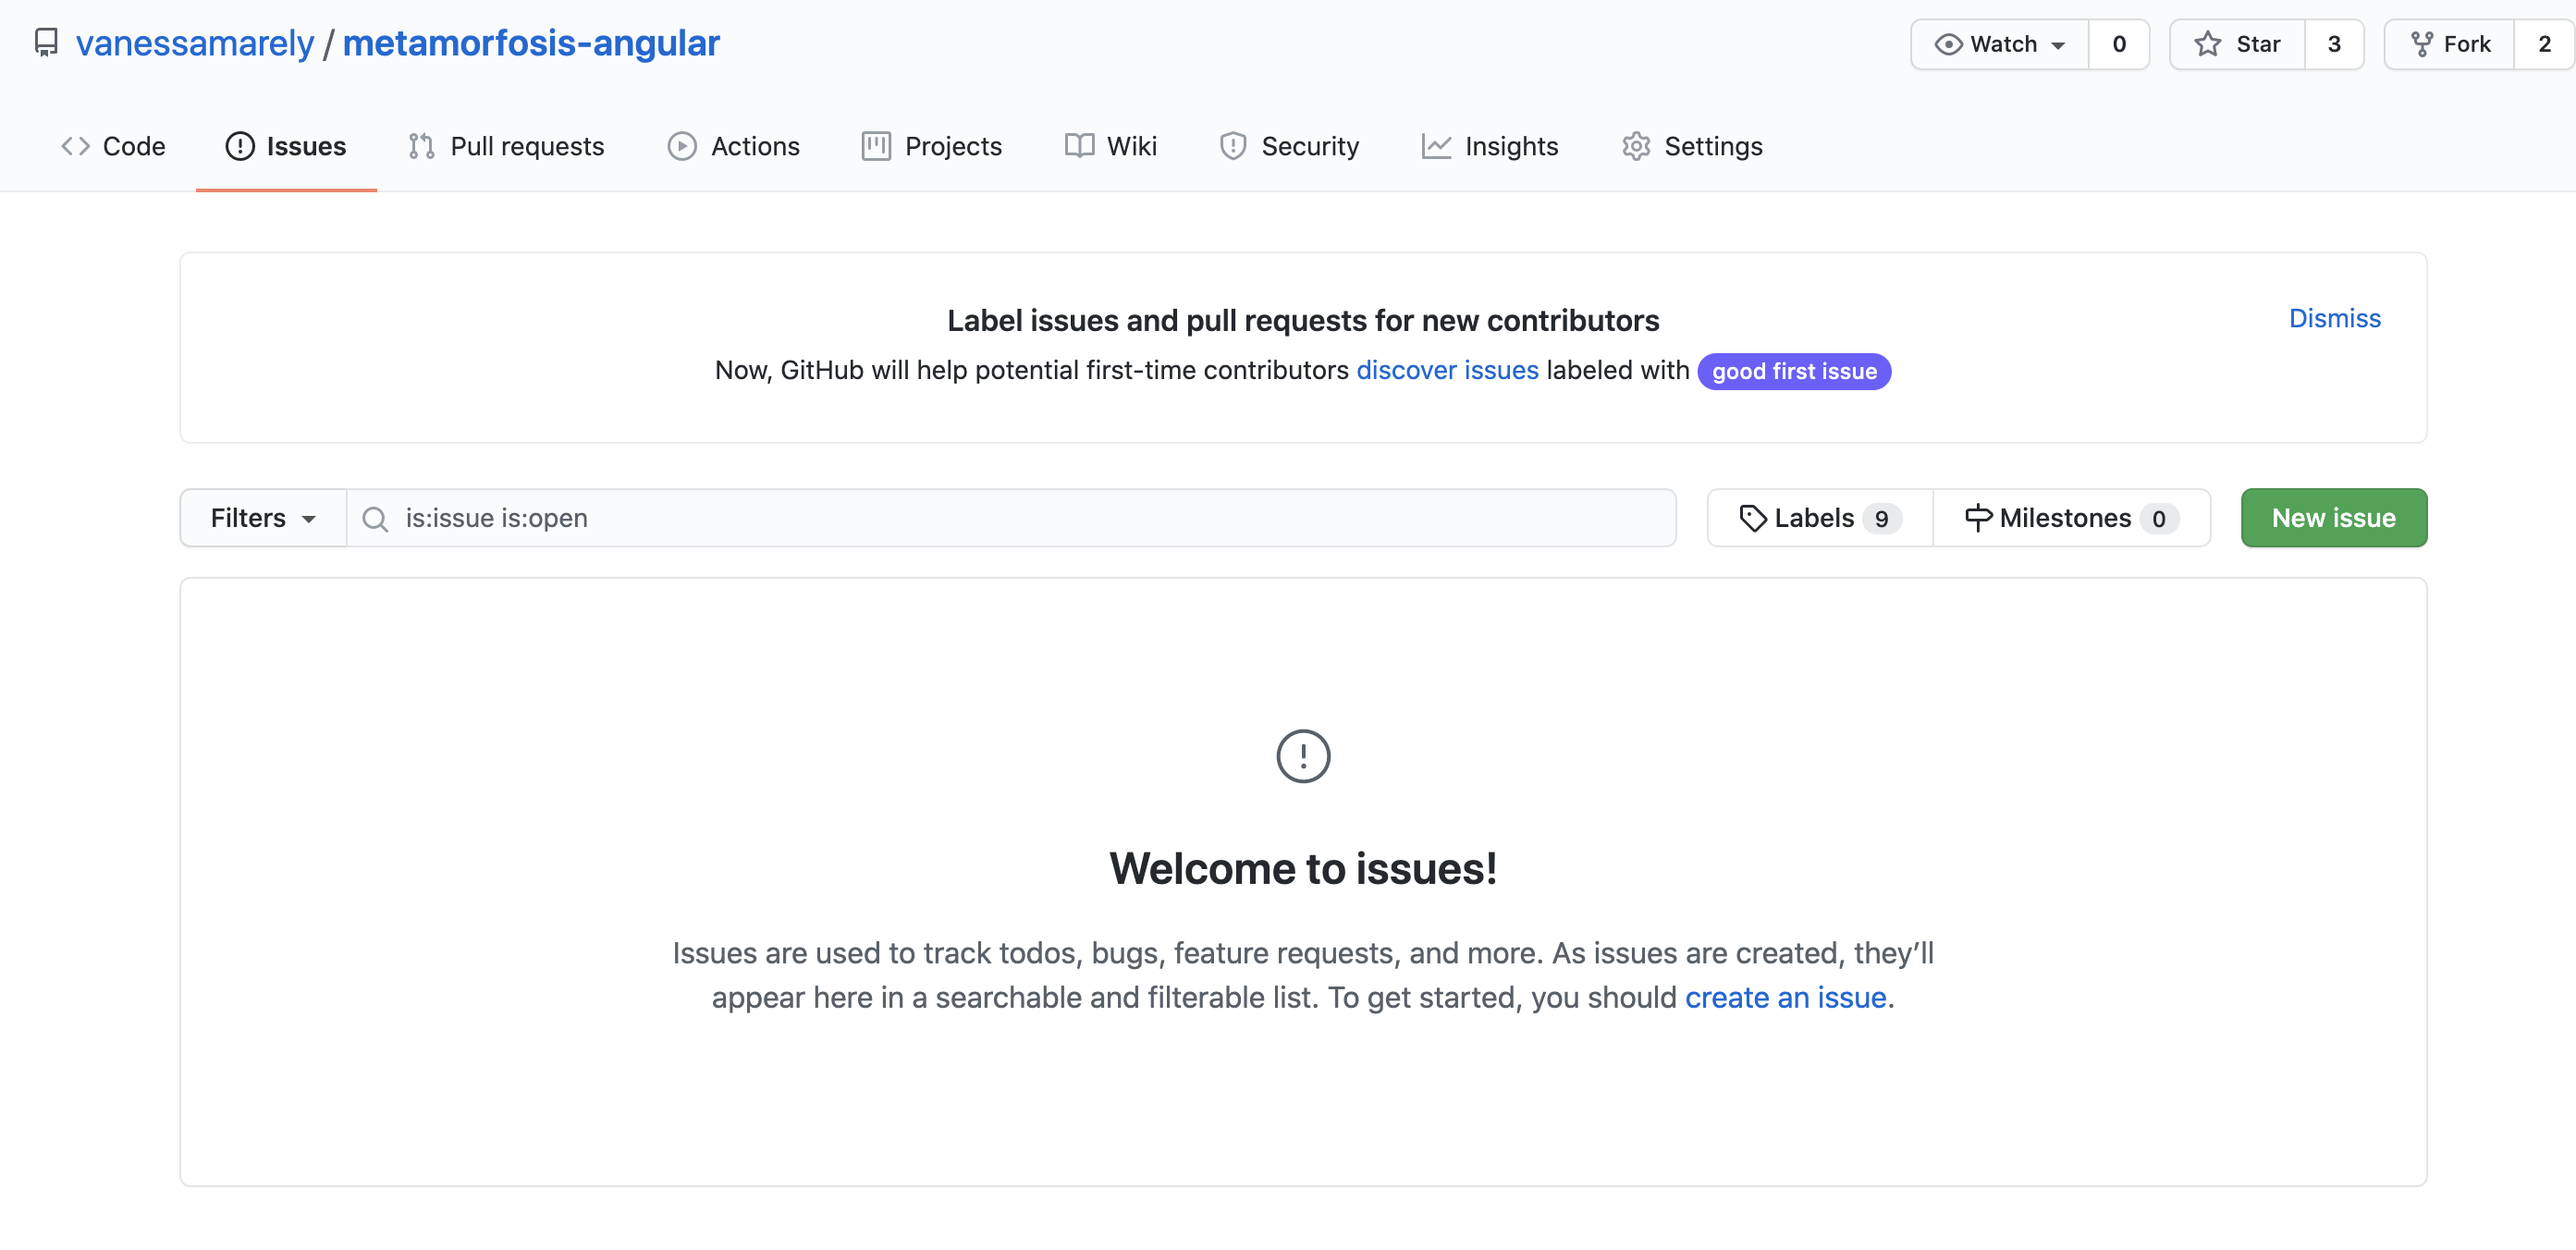 vanessamarely / metamorfosis-angular
Watch 0 Star 3 Fork 2
Code Issues Pull requests Actions Projects Wiki Security Insights Settings
Label issues and pull requests for new contributors
Dismiss
Now, GitHub will help potential first-time contributors discover issues labeled with good first issue
Filters is:issue is:open Labels 9 Milestones 0 New issue
Welcome to issues!
Issues are used to track todos, bugs, feature requests, and more. As issues are created, they’ll
appear here in a searchable and filterable list. To get started, you should create an issue.